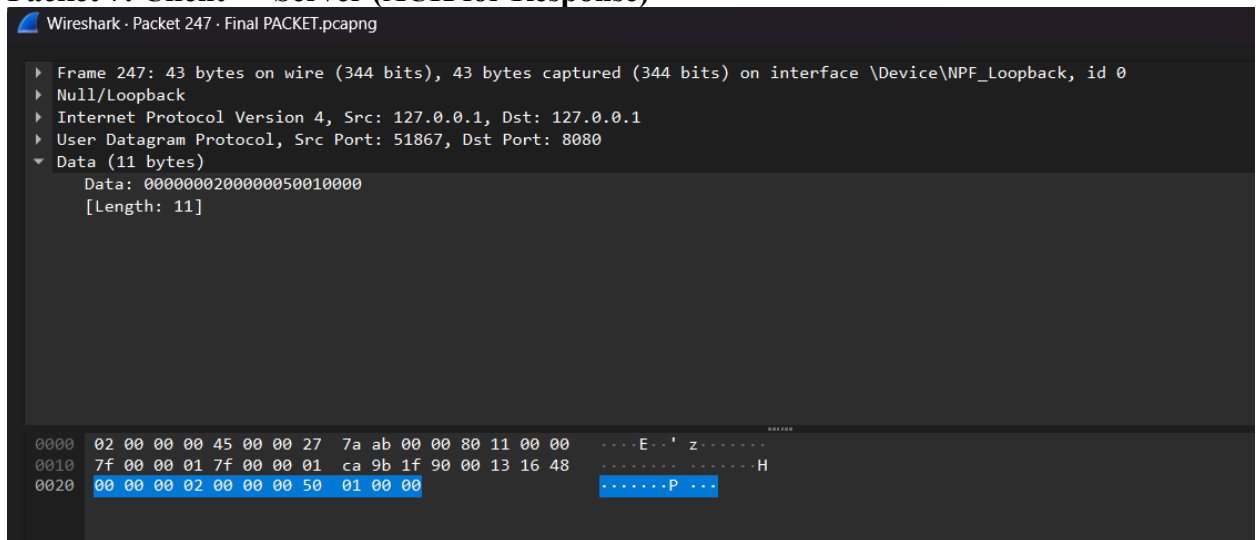 Wireshark · Packet 247 · Final PACKET.pcapng
Frame 247: 43 bytes on wire (344 bits), 43 bytes captured (344 bits) on interface \Device\NPF_Loopback, id 0
Null/Loopback
Internet Protocol Version 4, Src: 127.0.0.1, Dst: 127.0.0.1
User Datagram Protocol, Src Port: 51867, Dst Port: 8080
Data (11 bytes)
Data: 0000000200000050010000
[Length: 11]
0000 02 00 00 00 45 00 00 27 7a ab 00 00 80 11 00 00 ····E··' z·······
0010 7f 00 00 01 7f 00 00 01 ca 9b 1f 90 00 13 16 48 ········ ·······H
0020 00 00 00 02 00 00 00 50 01 00 00 ·······P ···